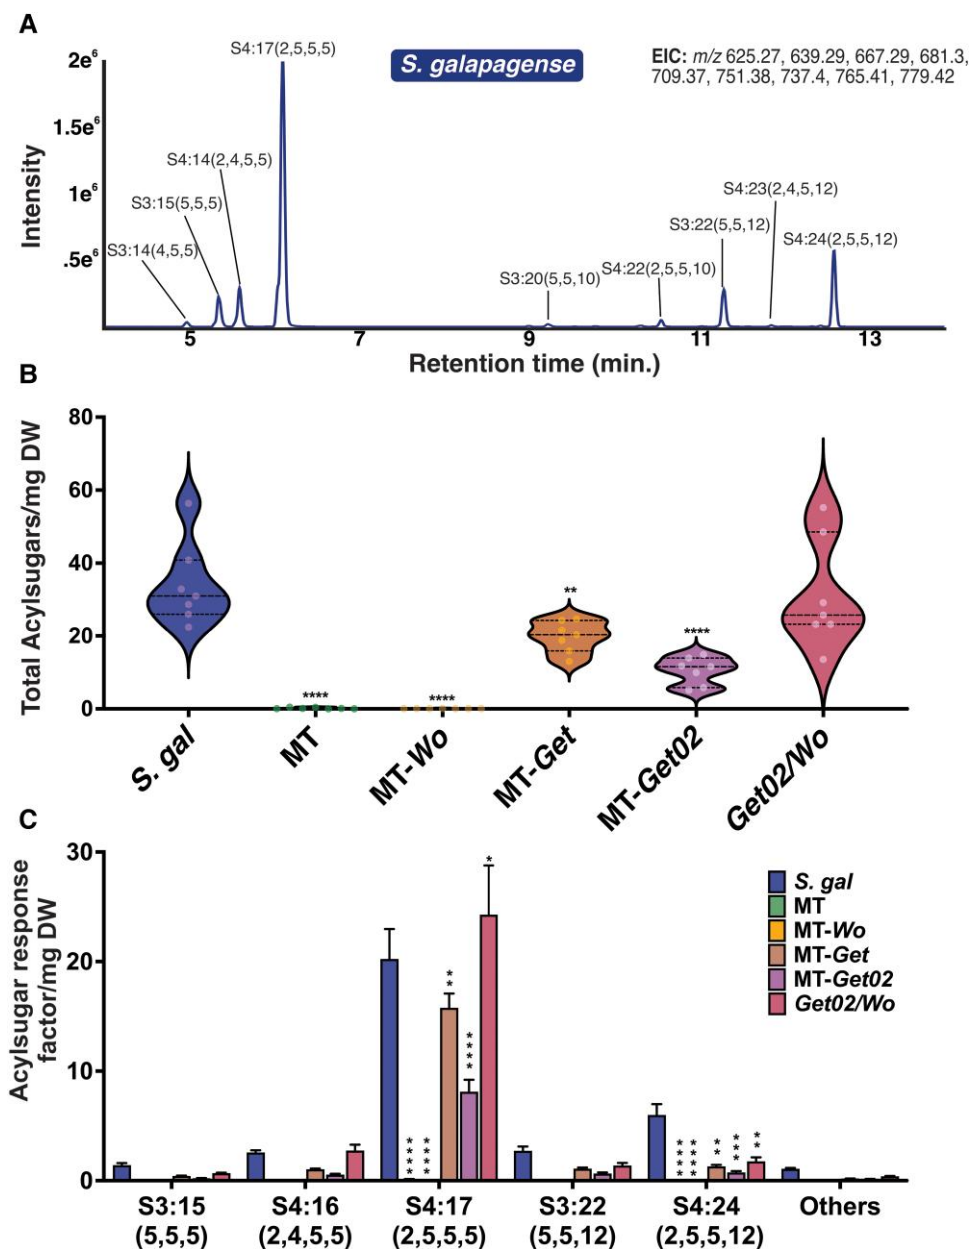 A
S. galapagense
EIC: m/z 625.27, 639.29, 667.29, 681.3,
709.37, 751.38, 737.4, 765.41, 779.42
S4:17(2,5,5,5)
S4:14(2,4,5,5)
S3:15(5,5,5)
S3:14(4,5,5)
S4:23(2,4,5,12)
S3:22(5,5,12)
S4:24(2,5,5,12)
S4:22(2,5,5,10)
S3:20(5,5,10)
Intensity
2e6
1.5e6
1e6
.5e6
5 7 9 11 13
Retention time (min.)
B
Total Acylsugars/mg DW
80
60
40
20
0
**** **** ** ****
S. gal MT MT-Wo MT-Get MT-Get02 Get02/Wo
C
Acylsugar response
factor/mg DW
30
20
10
0
S. gal
MT
MT-Wo
MT-Get
MT-Get02
Get02/Wo
**** **** ** **** *
**** **** ** *** **
S3:15 S4:16 S4:17 S3:22 S4:24 Others
(5,5,5) (2,4,5,5) (2,5,5,5) (5,5,12) (2,5,5,12)